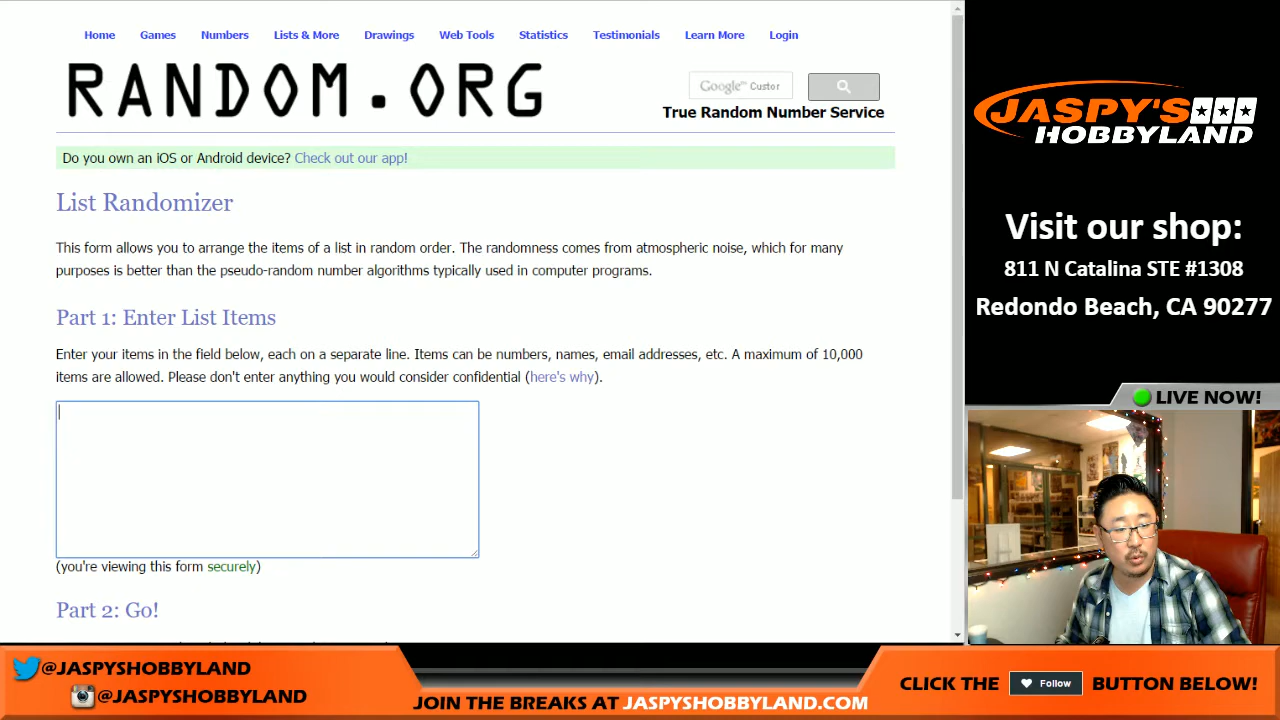 Home Games Numbers Lists & More Drawings Web Tools Statistics Testimonials Learn More Login
RANDOM.ORG
Google™ Custor
True Random Number Service
Do you own an iOS or Android device? Check out our app!
List Randomizer
This form allows you to arrange the items of a list in random order. The randomness comes from atmospheric noise, which for many
purposes is better than the pseudo-random number algorithms typically used in computer programs.
Part 1: Enter List Items
Enter your items in the field below, each on a separate line. Items can be numbers, names, email addresses, etc. A maximum of 10,000
items are allowed. Please don't enter anything you would consider confidential (here's why).
(you're viewing this form securely)
Part 2: Go!
JASPY'S
HOBBYLAND
Visit our shop:
811 N Catalina STE #1308
Redondo Beach, CA 90277
LIVE NOW!
@JASPYSHOBBYLAND
@JASPYSHOBBYLAND
JOIN THE BREAKS AT JASPYSHOBBYLAND.COM
CLICK THE Follow BUTTON BELOW!